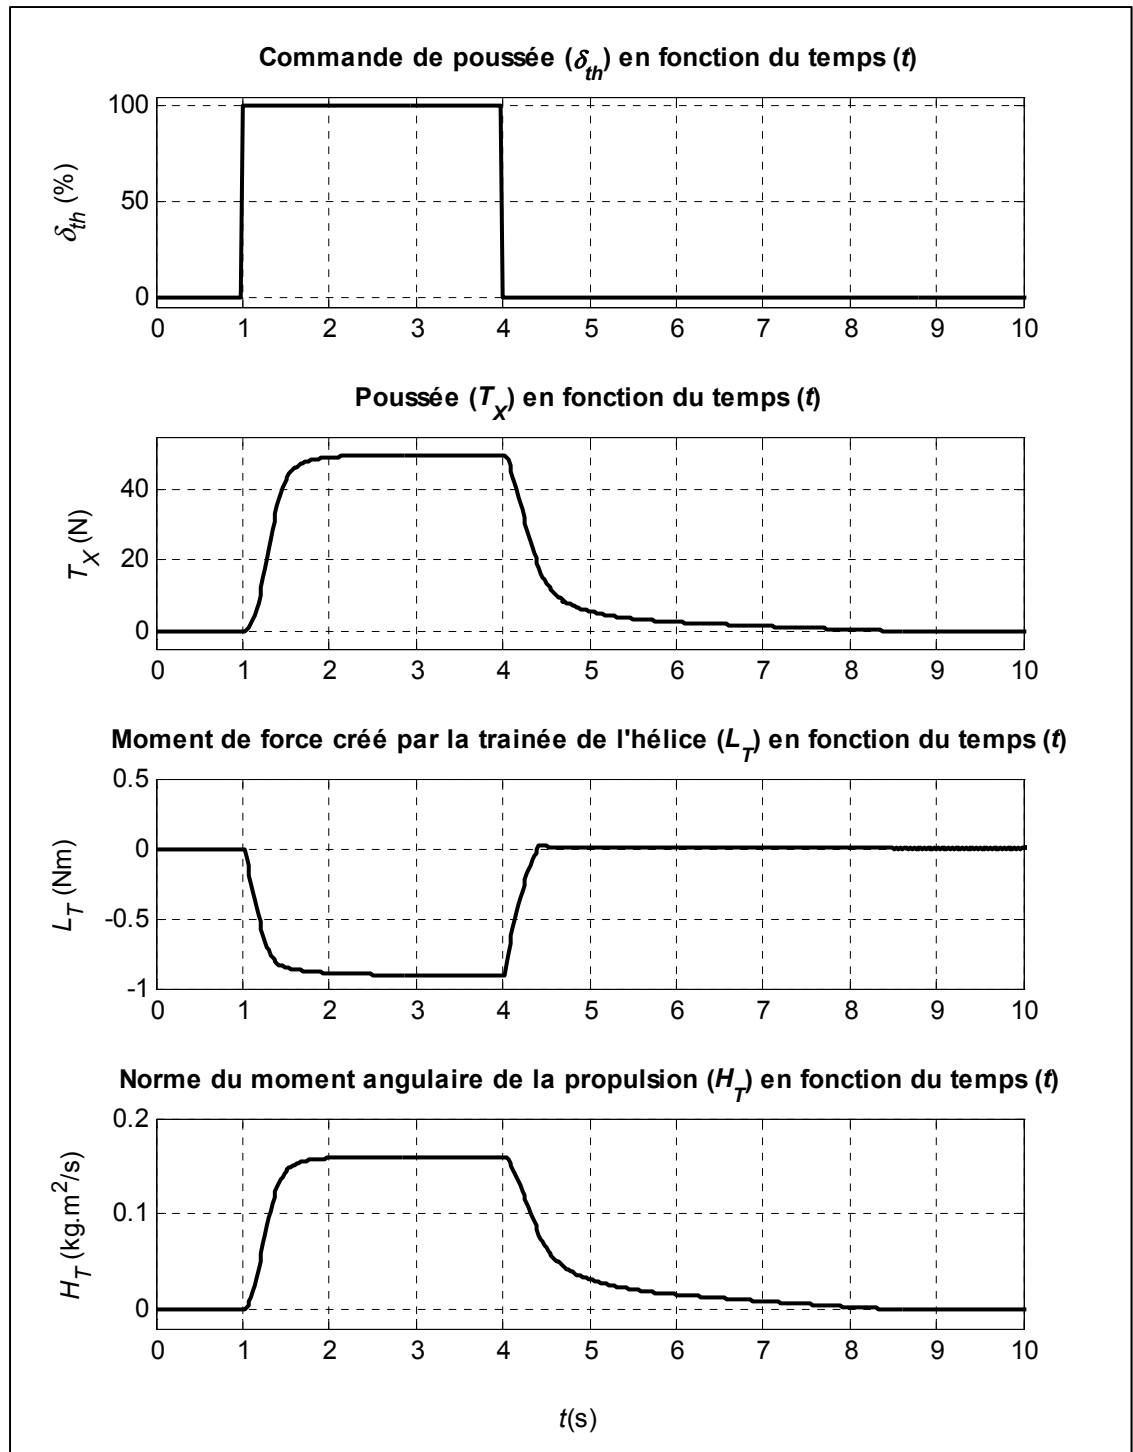 Commande de poussée (δth) en fonction du temps (t)
100
50
0
δth (%)
0 1 2 3 4 5 6 7 8 9 10
Poussée (TX) en fonction du temps (t)
40
20
0
TX (N)
0 1 2 3 4 5 6 7 8 9 10
Moment de force créé par la trainée de l'hélice (LT) en fonction du temps (t)
0.5
0
-0.5
-1
LT (Nm)
0 1 2 3 4 5 6 7 8 9 10
Norme du moment angulaire de la propulsion (HT) en fonction du temps (t)
0.2
0.1
0
HT (kg.m²/s)
0 1 2 3 4 5 6 7 8 9 10
t(s)